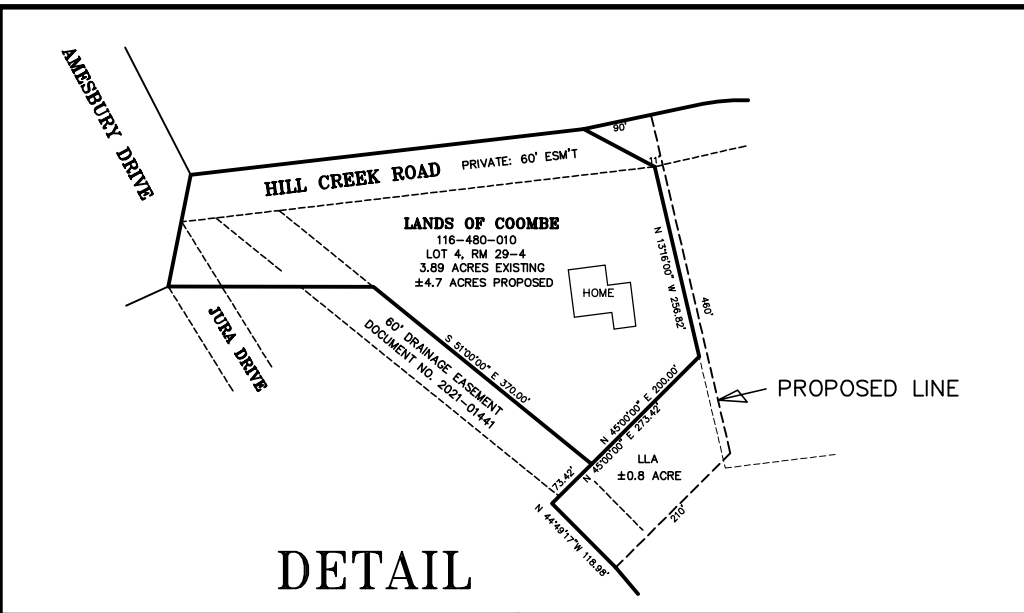 AMESBURY DRIVE
HILL CREEK ROAD
PRIVATE: 60' ESM'T
90'
11'
LANDS OF COOMBE
116-480-010
LOT 4, RM 29-4
3.89 ACRES EXISTING
±4.7 ACRES PROPOSED
HOME
N 13°16'00" W 256.82'
460'
JURA DRIVE
60' DRAINAGE EASEMENT
DOCUMENT NO. 2021-01441
S 51°00'00" E 370.00'
PROPOSED LINE
N 45°00'00" E 200.00'
N 45°00'00" E 273.42'
LLA
±0.8 ACRE
73.42'
210'
N 44°49'17" W 118.98'
DETAIL